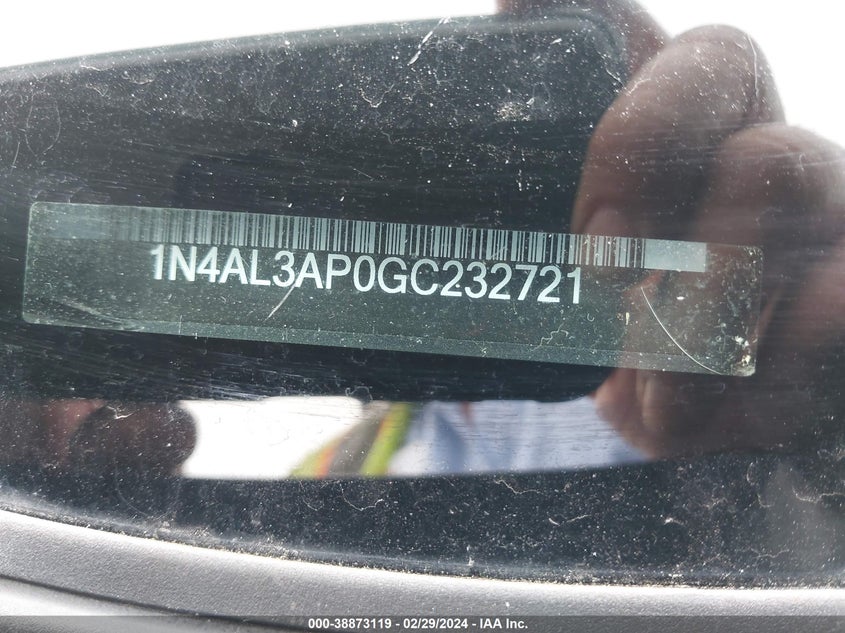 1N4AL3AP0GC232721
000-38873119 - 02/29/2024 - IAA Inc.